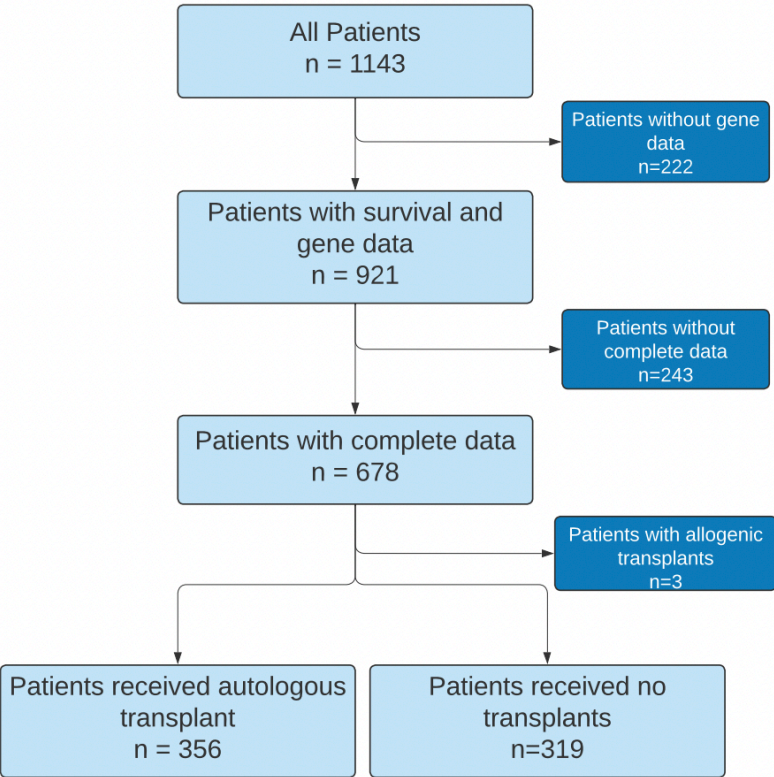 All Patients
n = 1143
Patients without gene
data
n=222
Patients with survival and
gene data
n = 921
Patients without
complete data
n=243
Patients with complete data
n = 678
Patients with allogenic
transplants
n=3
Patients received autologous
transplant
n = 356
Patients received no
transplants
n=319